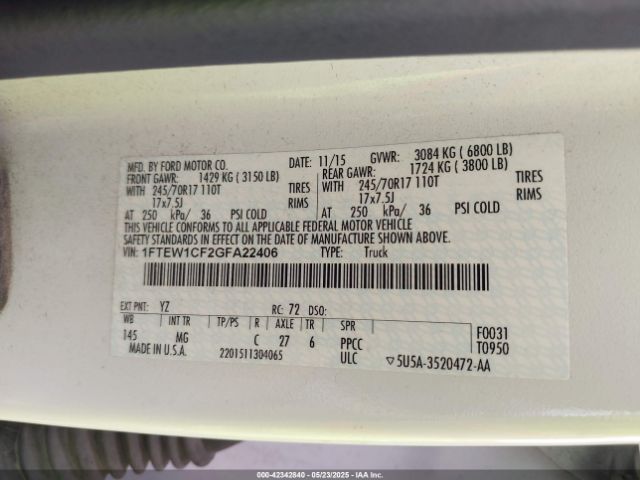 MFD. BY FORD MOTOR CO. DATE: 11/15 GVWR: 3084 KG ( 6800 LB)
FRONT GAWR: 1429 KG ( 3150 LB) REAR GAWR: 1724 KG ( 3800 LB)
WITH 245/70R17 110T TIRES WITH 245/70R17 110T TIRES
17x7.5J RIMS 17x7.5J RIMS
AT 250 kPa/ 36 PSI COLD AT 250 kPa/ 36 PSI COLD
THIS VEHICLE CONFORMS TO ALL APPLICABLE FEDERAL MOTOR VEHICLE
SAFETY STANDARDS IN EFFECT ON THE DATE OF MANUFACTURE SHOWN ABOVE.
VIN: 1FTEW1CF2GFA22406 TYPE: Truck
EXT PNT: YZ RC: 72 DSO:
WB INT TR TP/PS R AXLE TR SPR F0031
145 MG C 27 6 PPCC T0950
MADE IN U.S.A. 2201511304065 ULC ▽5U5A-3520472-AA
000-42342840 - 05/23/2025 - IAAI.com